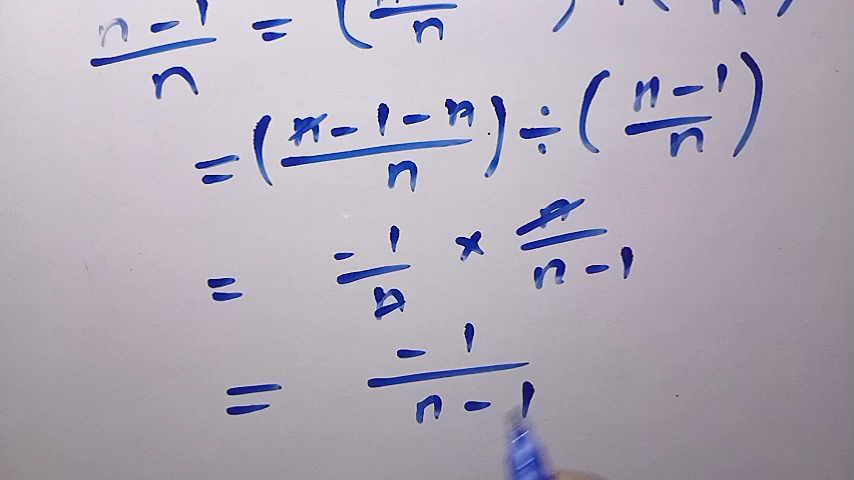 n - 1 / n = ( / n ) ÷ ( / n )
= ( n - 1 - n / n ) ÷ ( n - 1 / n )
= - 1 / n × n / n - 1
= - 1 / n - 1